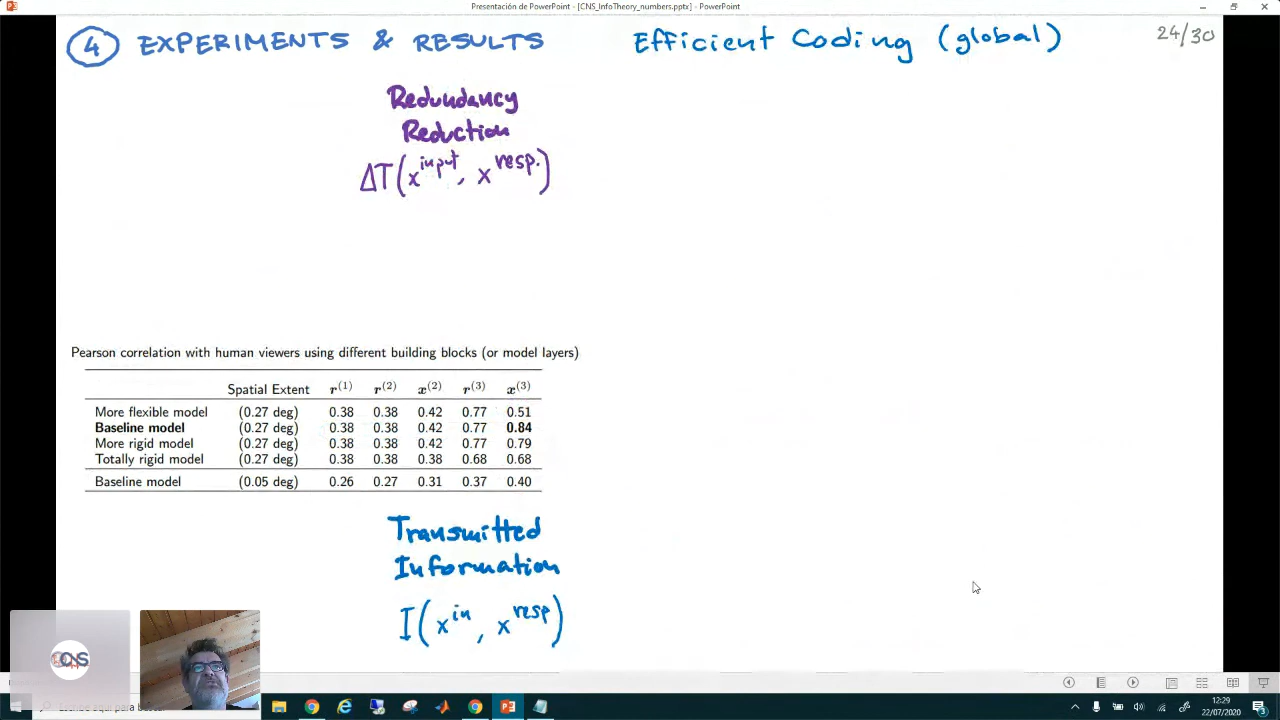 Presentación de PowerPoint - [CNS_InfoTheory_numbers.pptx] - PowerPoint
4 EXPERIMENTS & RESULTS Efficient Coding (global) 24/30
Redundancy
Reduction
ΔT(x^input, x^resp.)
Pearson correlation with human viewers using different building blocks (or model layers)
Spatial Extent r^(1) r^(2) x^(2) r^(3) x^(3)
More flexible model (0.27 deg) 0.38 0.38 0.42 0.77 0.51
Baseline model (0.27 deg) 0.38 0.38 0.42 0.77 0.84
More rigid model (0.27 deg) 0.38 0.38 0.42 0.77 0.79
Totally rigid model (0.27 deg) 0.38 0.38 0.38 0.68 0.68
Baseline model (0.05 deg) 0.26 0.27 0.31 0.37 0.40
Transmitted
Information
I(x^in, x^resp)
12:29
22/07/2020